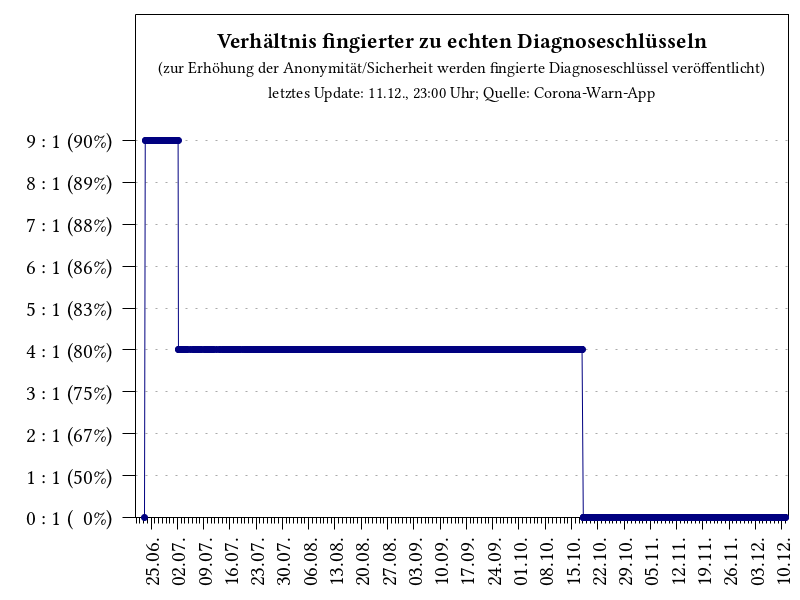 Verhältnis fingierter zu echten Diagnoseschlüsseln
(zur Erhöhung der Anonymität/Sicherheit werden fingierte Diagnoseschlüssel veröffentlicht)
letztes Update: 11.12., 23:00 Uhr; Quelle: Corona-Warn-App
9 : 1 (90%)
8 : 1 (89%)
7 : 1 (88%)
6 : 1 (86%)
5 : 1 (83%)
4 : 1 (80%)
3 : 1 (75%)
2 : 1 (67%)
1 : 1 (50%)
0 : 1 (  0%)
25.06.
02.07.
09.07.
16.07.
23.07.
30.07.
06.08.
13.08.
20.08.
27.08.
03.09.
10.09.
17.09.
24.09.
01.10.
08.10.
15.10.
22.10.
29.10.
05.11.
12.11.
19.11.
26.11.
03.12.
10.12.